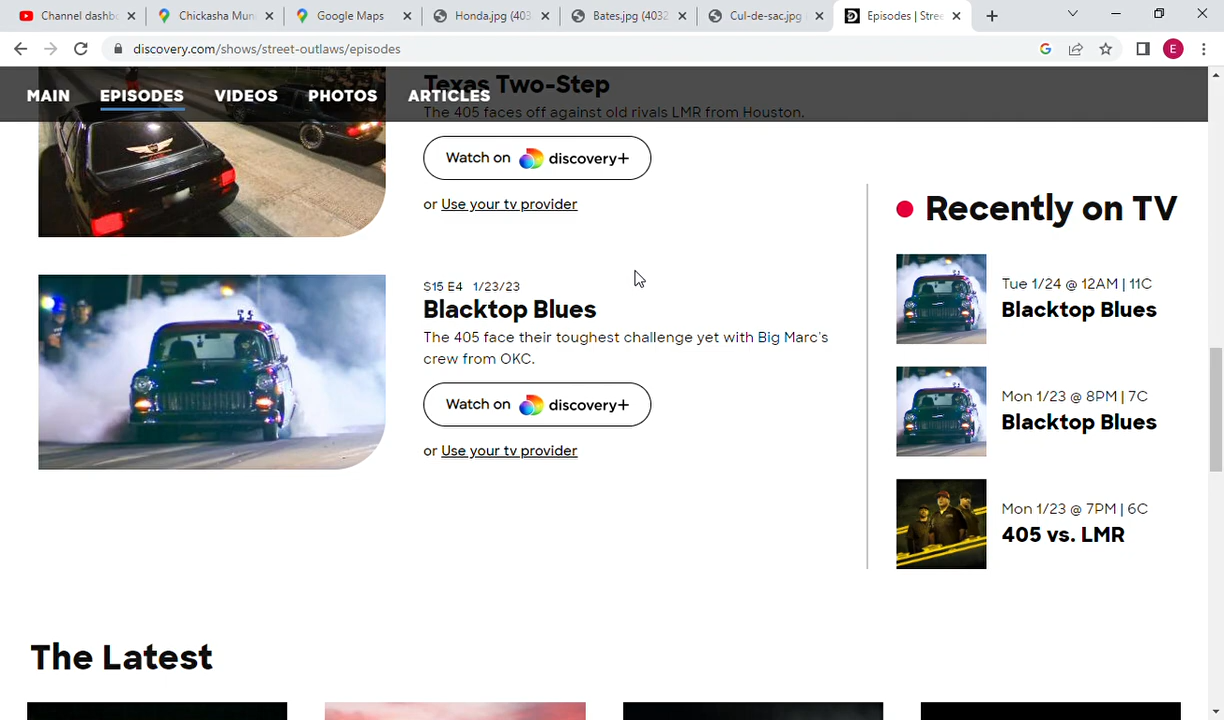 Channel dashb
Chickasha Mun
Google Maps
Honda.jpg (403
Bates.jpg (4032
Cul-de-sac.jpg
Episodes | Stree
discovery.com/shows/street-outlaws/episodes
E
MAIN
EPISODES
VIDEOS
PHOTOS
ARTICLES
Texas Two-Step
The 405 faces off against old rivals LMR from Houston.
Watch on discovery+
or Use your tv provider
S15 E4 1/23/23
Blacktop Blues
The 405 face their toughest challenge yet with Big Marc's
crew from OKC.
Watch on discovery+
or Use your tv provider
Recently on TV
Tue 1/24 @ 12AM | 11C
Blacktop Blues
Mon 1/23 @ 8PM | 7C
Blacktop Blues
Mon 1/23 @ 7PM | 6C
405 vs. LMR
The Latest